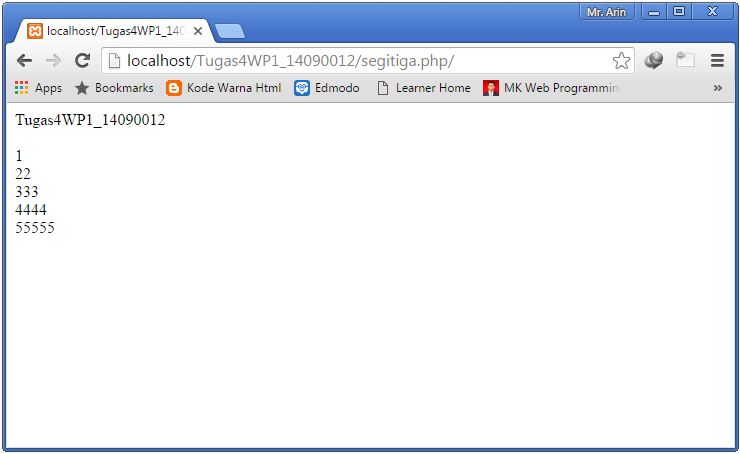 Mr. Arin
localhost/Tugas4WP1_140
localhost/Tugas4WP1_14090012/segitiga.php/
Apps Bookmarks Kode Warna Html Edmodo Learner Home MK Web Programmin »
Tugas4WP1_14090012
1
22
333
4444
55555